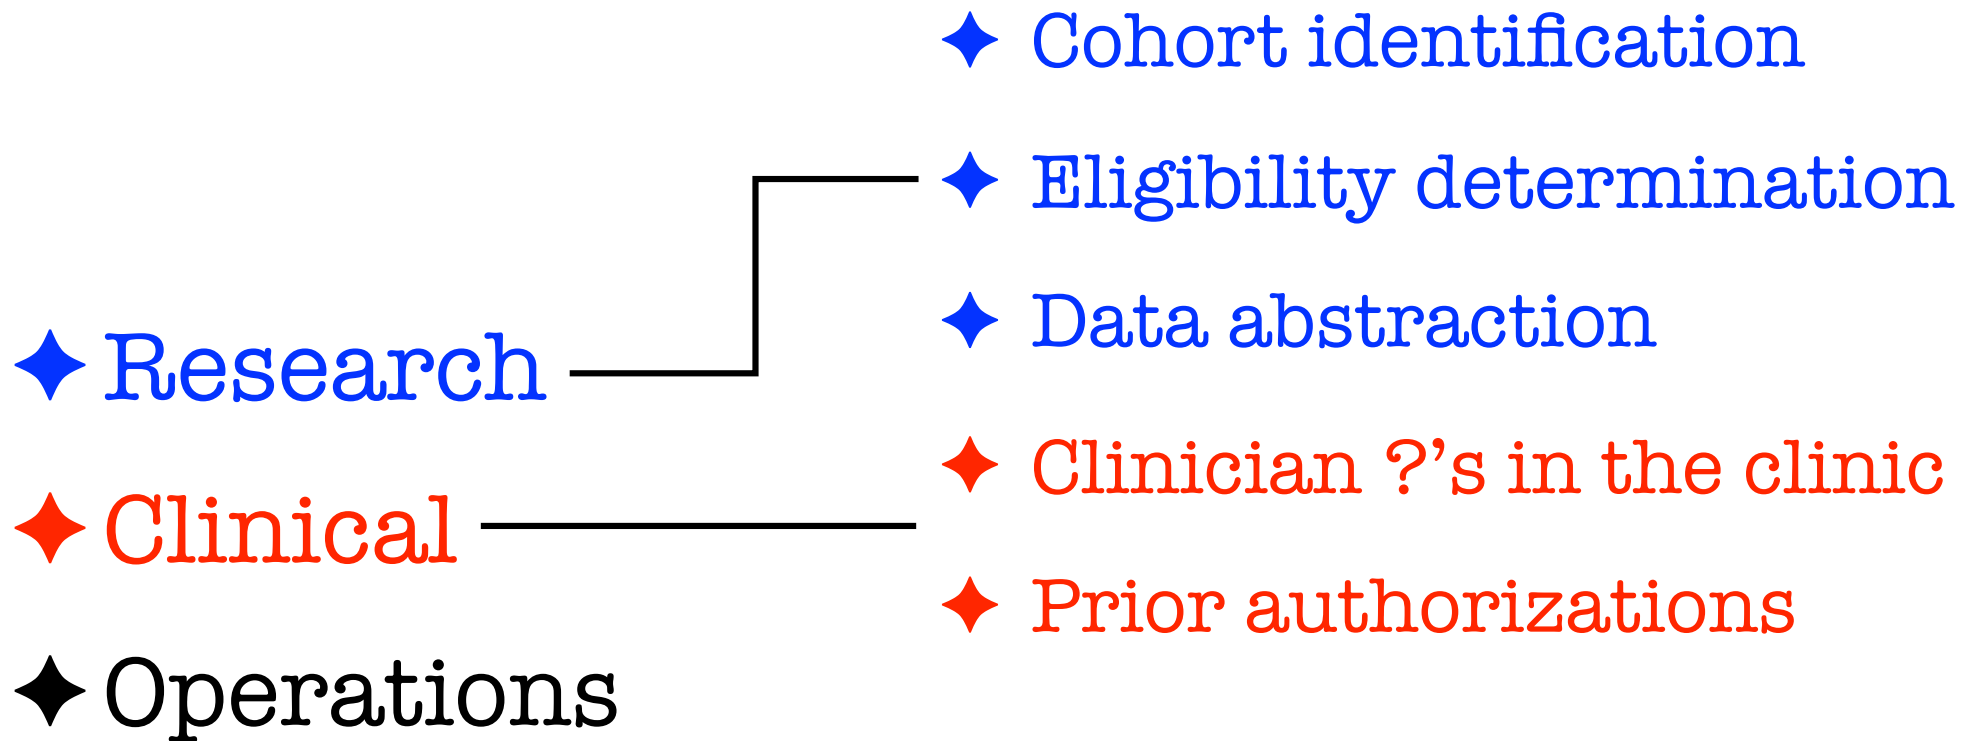 Cohort identification
Eligibility determination
Data abstraction
Research
Clinician ?’s in the clinic
Clinical
Prior authorizations
Operations